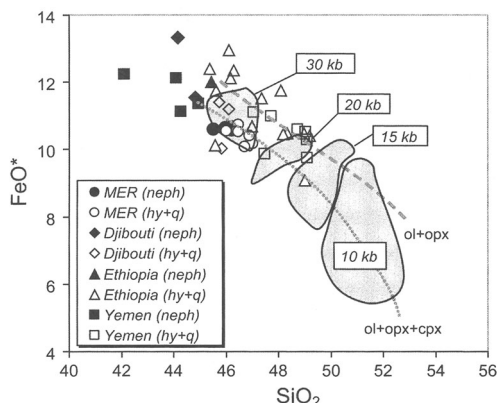 14
12
10
8
6
4
FeO*
30 kb
20 kb
15 kb
10 kb
ol+opx
ol+opx+cpx
MER (neph)
MER (hy+q)
Djibouti (neph)
Djibouti (hy+q)
Ethiopia (neph)
Ethiopia (hy+q)
Yemen (neph)
Yemen (hy+q)
40 42 44 46 48 50 52 54 56
SiO₂